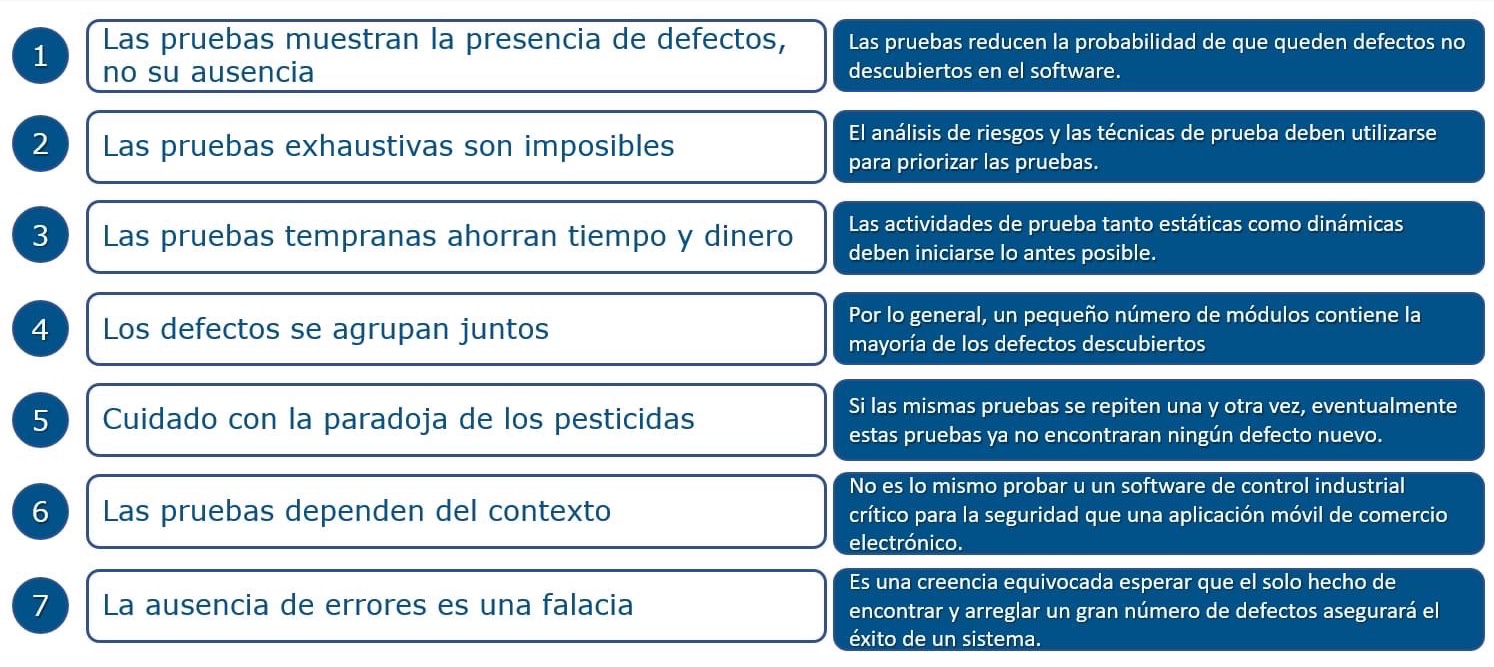 1
Las pruebas muestran la presencia de defectos,
no su ausencia
Las pruebas reducen la probabilidad de que queden defectos no
descubiertos en el software.
2
Las pruebas exhaustivas son imposibles
El análisis de riesgos y las técnicas de prueba deben utilizarse
para priorizar las pruebas.
3
Las pruebas tempranas ahorran tiempo y dinero
Las actividades de prueba tanto estáticas como dinámicas
deben iniciarse lo antes posible.
4
Los defectos se agrupan juntos
Por lo general, un pequeño número de módulos contiene la
mayoría de los defectos descubiertos
5
Cuidado con la paradoja de los pesticidas
Si las mismas pruebas se repiten una y otra vez, eventualmente
estas pruebas ya no encontraran ningún defecto nuevo.
6
Las pruebas dependen del contexto
No es lo mismo probar u un software de control industrial
crítico para la seguridad que una aplicación móvil de comercio
electrónico.
7
La ausencia de errores es una falacia
Es una creencia equivocada esperar que el solo hecho de
encontrar y arreglar un gran número de defectos asegurará el
éxito de un sistema.